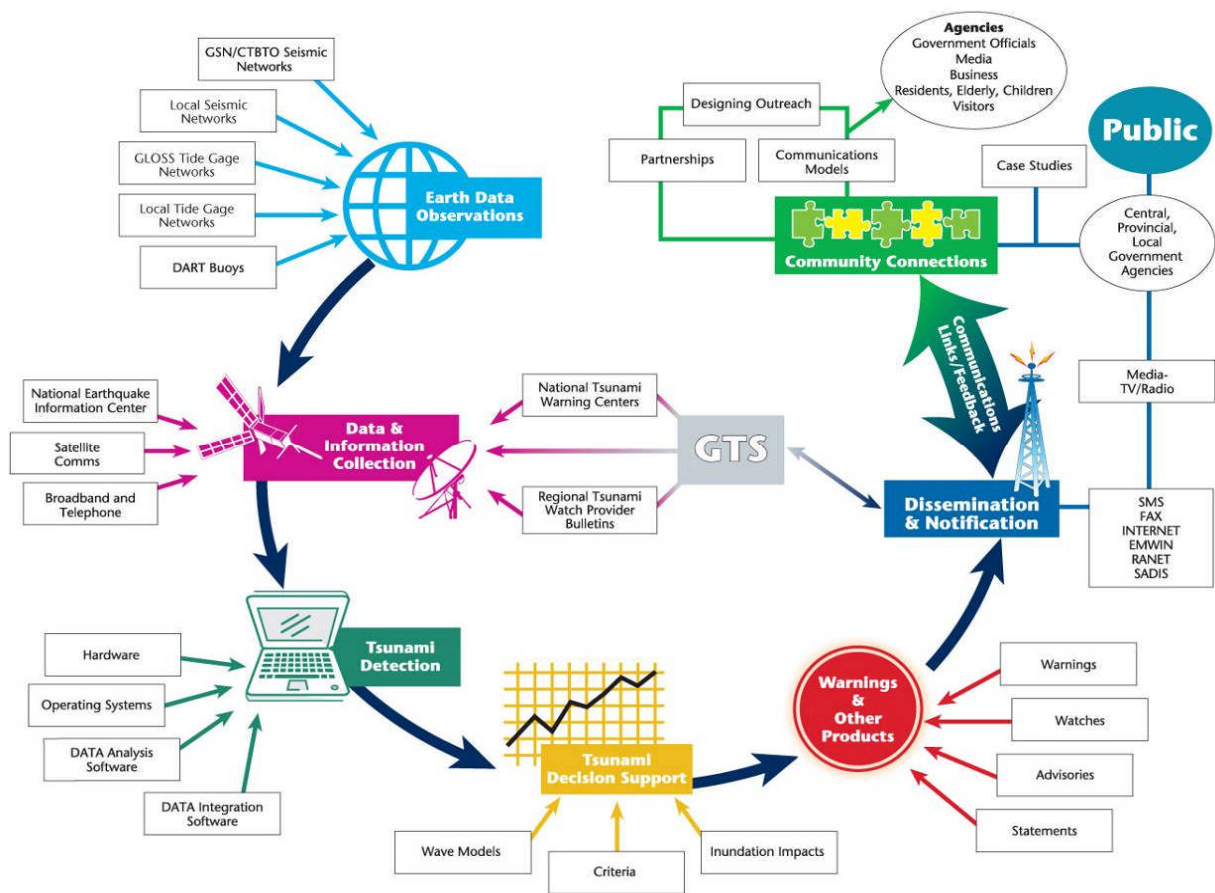 GSN/CTBTO Seismic
Networks
Local Seismic
Networks
GLOSS Tide Gage
Networks
Local Tide Gage
Networks
DART Buoys
Earth Data
Observations
Agencies
Government Officials
Media
Business
Residents, Elderly, Children
Visitors
Designing Outreach
Partnerships
Communications
Models
Community Connections
Case Studies
Public
Central,
Provincial,
Local
Government
Agencies
Communications
Links/Feedback
Media-
TV/Radio
National Earthquake
Information Center
Satellite
Comms
Broadband and
Telephone
Data &
Information
Collection
National Tsunami
Warning Centers
Regional Tsunami
Watch Provider
Bulletins
GTS
Dissemination
& Notification
SMS
FAX
INTERNET
EMWIN
RANET
SADIS
Hardware
Operating Systems
DATA Analysis
Software
DATA Integration
Software
Tsunami
Detection
Tsunami
Decision Support
Wave Models
Criteria
Inundation Impacts
Warnings
&
Other
Products
Warnings
Watches
Advisories
Statements